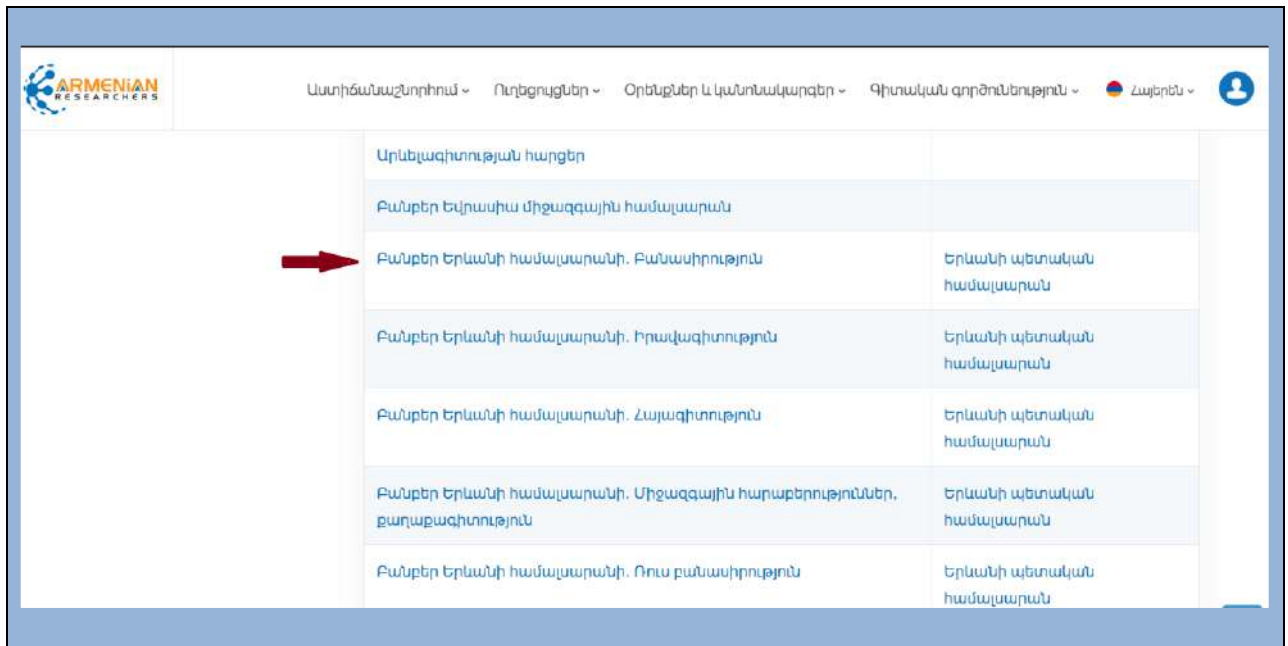 ARMENIAN
RESEARCHERS
Աստիճանաշնորհում
Ուղեցույցներ
Օրենքներ և կանոնակարգեր
Գիտական գործունեություն
Հայերեն
Արևելագիտության հարցեր
Բանբեր Եվրասիա միջազգային համալսարան
Բանբեր Երևանի համալսարանի. Բանասիրություն
Երևանի պետական
համալսարան
Բանբեր Երևանի համալսարանի. Իրավագիտություն
Երևանի պետական
համալսարան
Բանբեր Երևանի համալսարանի. Հայագիտություն
Երևանի պետական
համալսարան
Բանբեր Երևանի համալսարանի. Միջազգային հարաբերություններ,
քաղաքագիտություն
Երևանի պետական
համալսարան
Բանբեր Երևանի համալսարանի. Ռուս բանասիրություն
Երևանի պետական
համալսարան